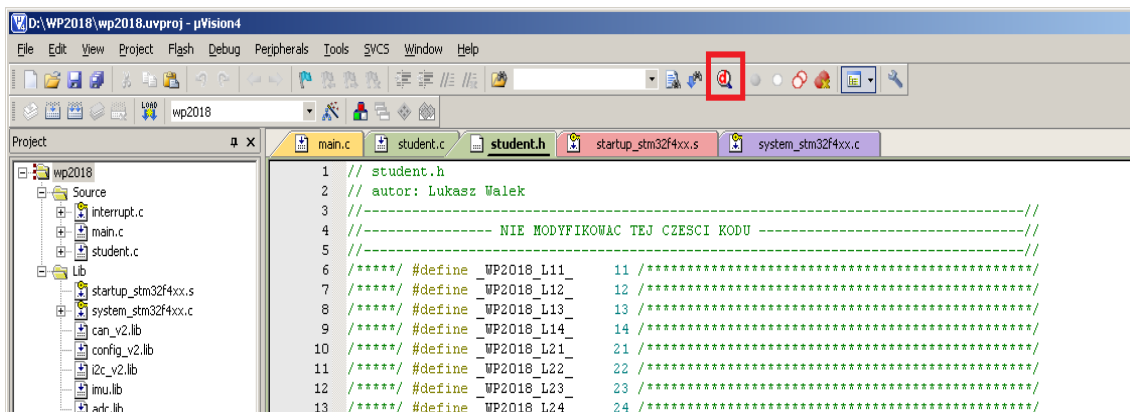 D:\WP2018\wp2018.uvproj - µVision4
File Edit View Project Flash Debug Peripherals Tools SVCS Window Help
LOAD wp2018
Project
main.c student.c student.h startup_stm32f4xx.s system_stm32f4xx.c
wp2018
Source
interrupt.c
main.c
student.c
Lib
startup_stm32f4xx.s
system_stm32f4xx.c
can_v2.lib
config_v2.lib
i2c_v2.lib
imu.lib
adc.lib
1 // student.h
2 // autor: Lukasz Walek
3 //---------------------------------------------------------------------------------//
4 //---------------- NIE MODYFIKOWAC TEJ CZESCI KODU --------------------------------//
5 //---------------------------------------------------------------------------------//
6 /*****/ #define _WP2018_L11_ 11 /************************************************/
7 /*****/ #define _WP2018_L12_ 12 /************************************************/
8 /*****/ #define _WP2018_L13_ 13 /************************************************/
9 /*****/ #define _WP2018_L14_ 14 /************************************************/
10 /*****/ #define _WP2018_L21_ 21 /************************************************/
11 /*****/ #define _WP2018_L22_ 22 /************************************************/
12 /*****/ #define _WP2018_L23_ 23 /************************************************/
13 /*****/ #define _WP2018_L24_ 24 /************************************************/